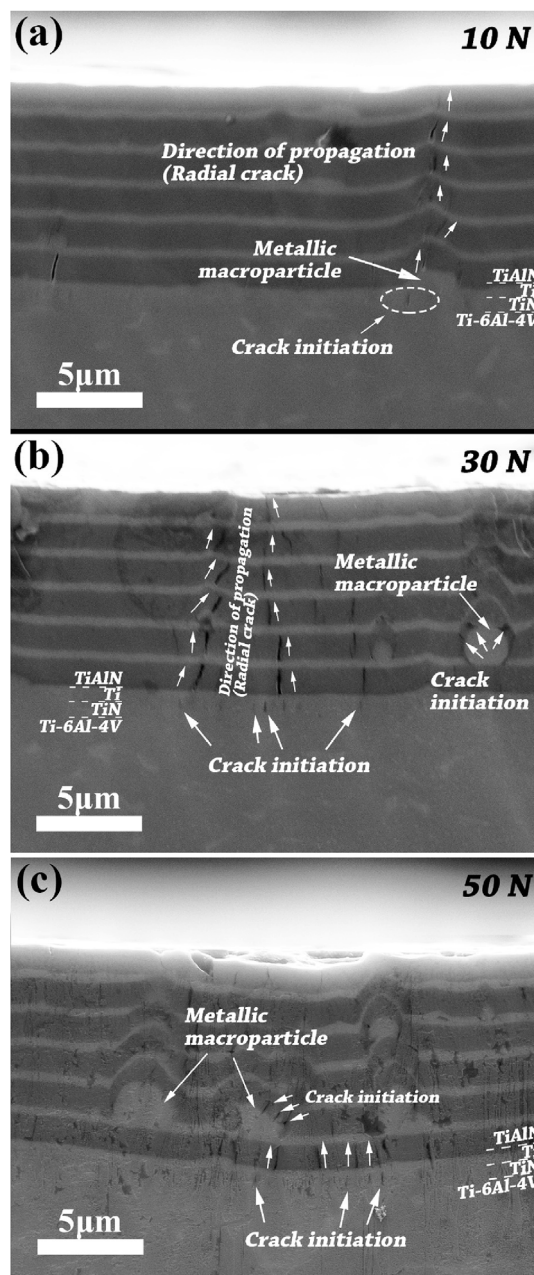 (a)
10 N
Direction of propagation
(Radial crack)
Metallic
macroparticle
Crack initiation
TiAlN
Ti
TiN
Ti-6Al-4V
5μm
(b)
30 N
Direction of propagation
(Radial crack)
Metallic
macroparticle
Crack
initiation
TiAlN
Ti
TiN
Ti-6Al-4V
Crack initiation
5μm
(c)
50 N
Metallic
macroparticle
Crack initiation
TiAlN
Ti
TiN
Ti-6Al-4V
Crack initiation
5μm